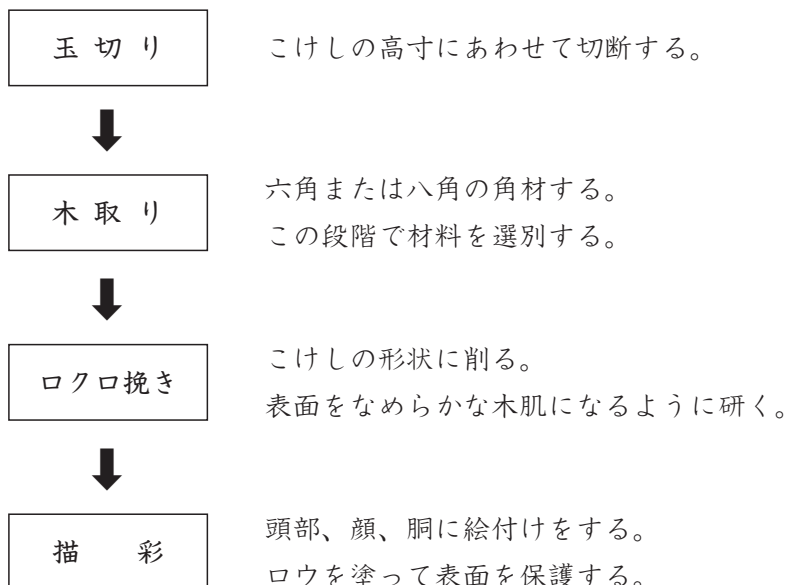 玉切り
こけしの高寸にあわせて切断する。
木取り
六角または八角の角材する。
この段階で材料を選別する。
ロクロ挽き
こけしの形状に削る。
表面をなめらかな木肌になるように研く。
描彩
頭部、顔、胴に絵付けをする。
ロウを塗って表面を保護する。